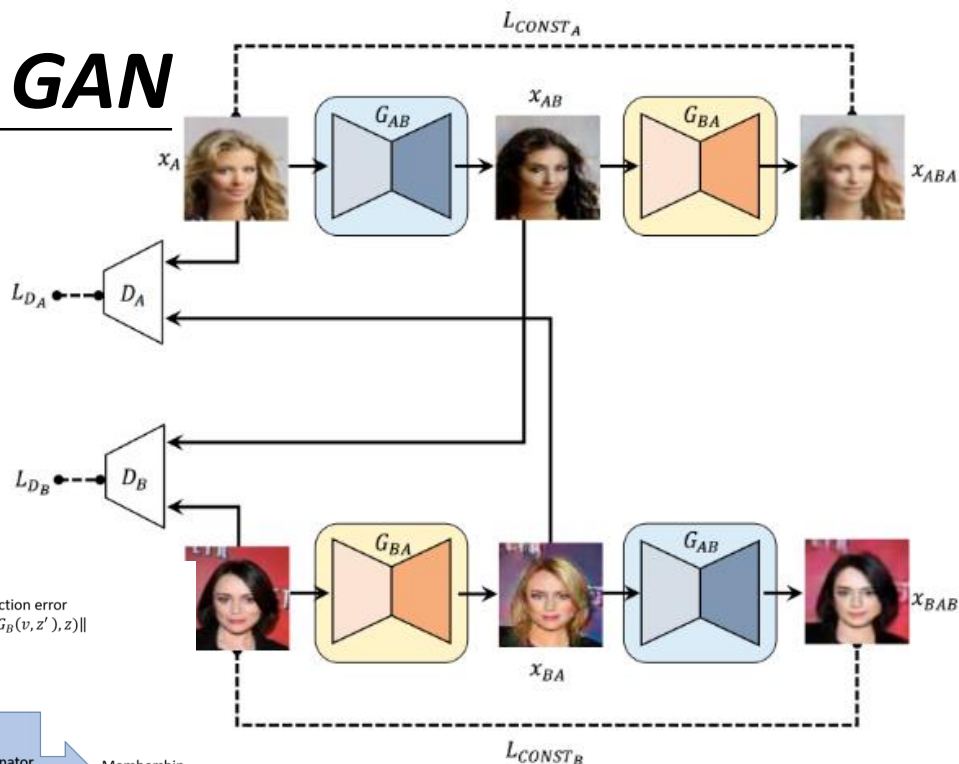 GAN
L_{CONST_A}
x_{AB}
G_{AB}
G_{BA}
x_A
x_{ABA}
L_{D_A}
D_A
L_{D_B}
D_B
G_{BA}
G_{AB}
ction error
G_B(v, z′), z)‖
x_{BAB}
x_{BA}
L_{CONST_B}